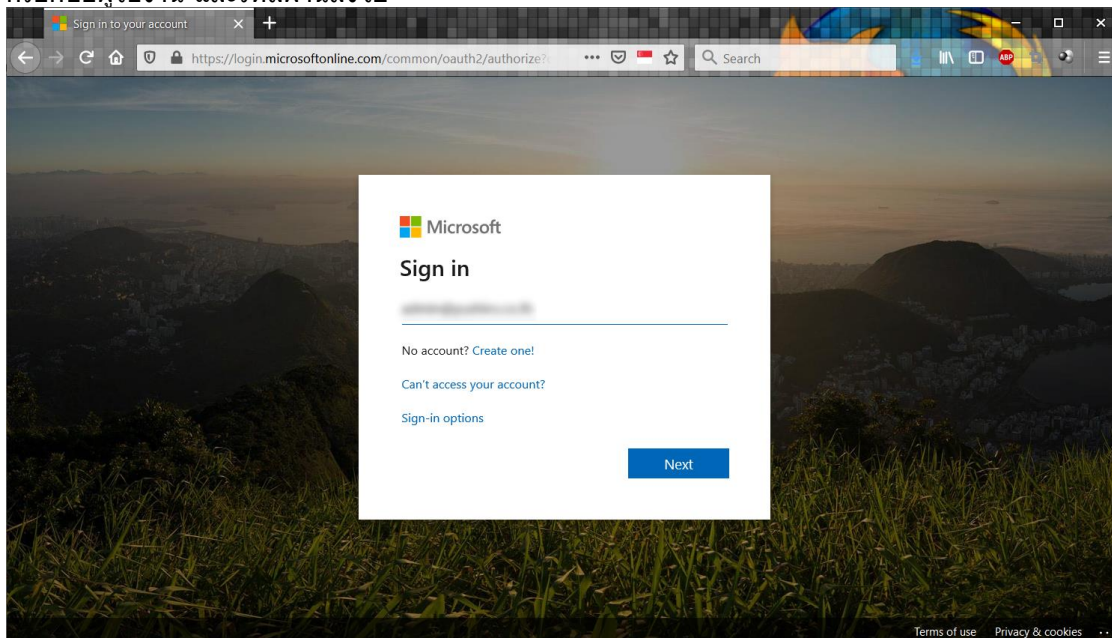 Sign in to your account
https://login.microsoftonline.com/common/oauth2/authorize?
Search
ABP
Microsoft
Sign in
No account? Create one!
Can't access your account?
Sign-in options
Next
Terms of use Privacy & cookies